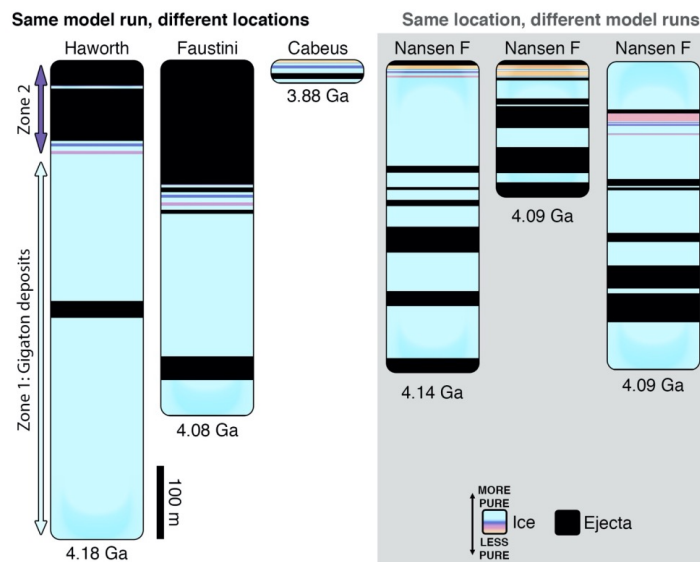 Same model run, different locations
Same location, different model runs
Haworth
Faustini
Cabeus
Nansen F
Nansen F
Nansen F
Zone 2
Zone 1: Gigaton deposits
3.88 Ga
4.09 Ga
4.14 Ga
4.09 Ga
4.08 Ga
4.18 Ga
100 m
MORE
PURE
Ice
Ejecta
LESS
PURE